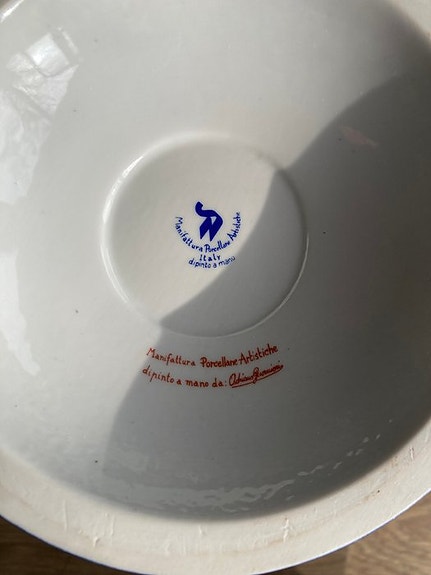 Manifattura Porcellane Artistiche
Italy
dipinto a mano
Manifattura Porcellane Artistiche
dipinto a mano da: